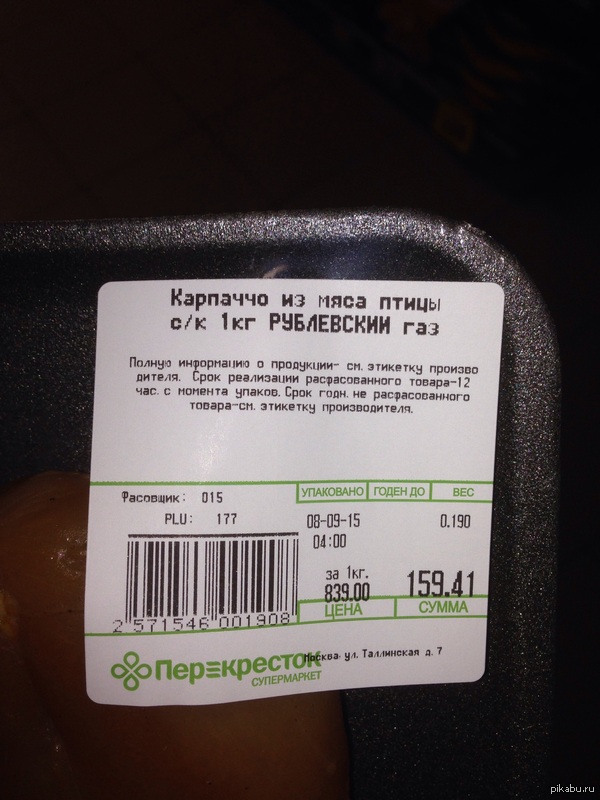 Карпаччо из мяса птицы
с/к 1кг РУБЛЕВСКИЙ газ
Полную информацию о продукции- см. этикетку произво
дителя. Срок реализации расфасованного товара-12
час. с момента упаков. Срок годн. не расфасованного
товара-см. этикетку производителя.
Фасовщик: 015
УПАКОВАНО ГОДЕН ДО ВЕС
PLU: 177
08-09-15 0.190
04:00
за 1кг.
839.00 159.41
ЦЕНА СУММА
2 571546 001908
Перекресток
СУПЕРМАРКЕТ
Москва, ул. Таллинская д. 7
pikabu.ru